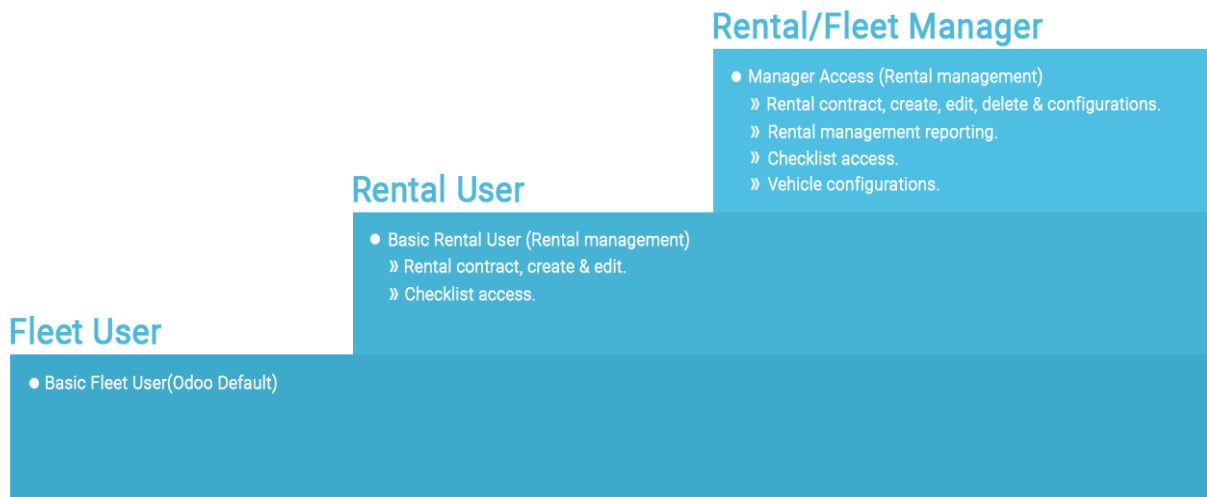 Rental/Fleet Manager
● Manager Access (Rental management)
» Rental contract, create, edit, delete & configurations.
» Rental management reporting.
» Checklist access.
» Vehicle configurations.
Rental User
● Basic Rental User (Rental management)
» Rental contract, create & edit.
» Checklist access.
Fleet User
● Basic Fleet User(Odoo Default)